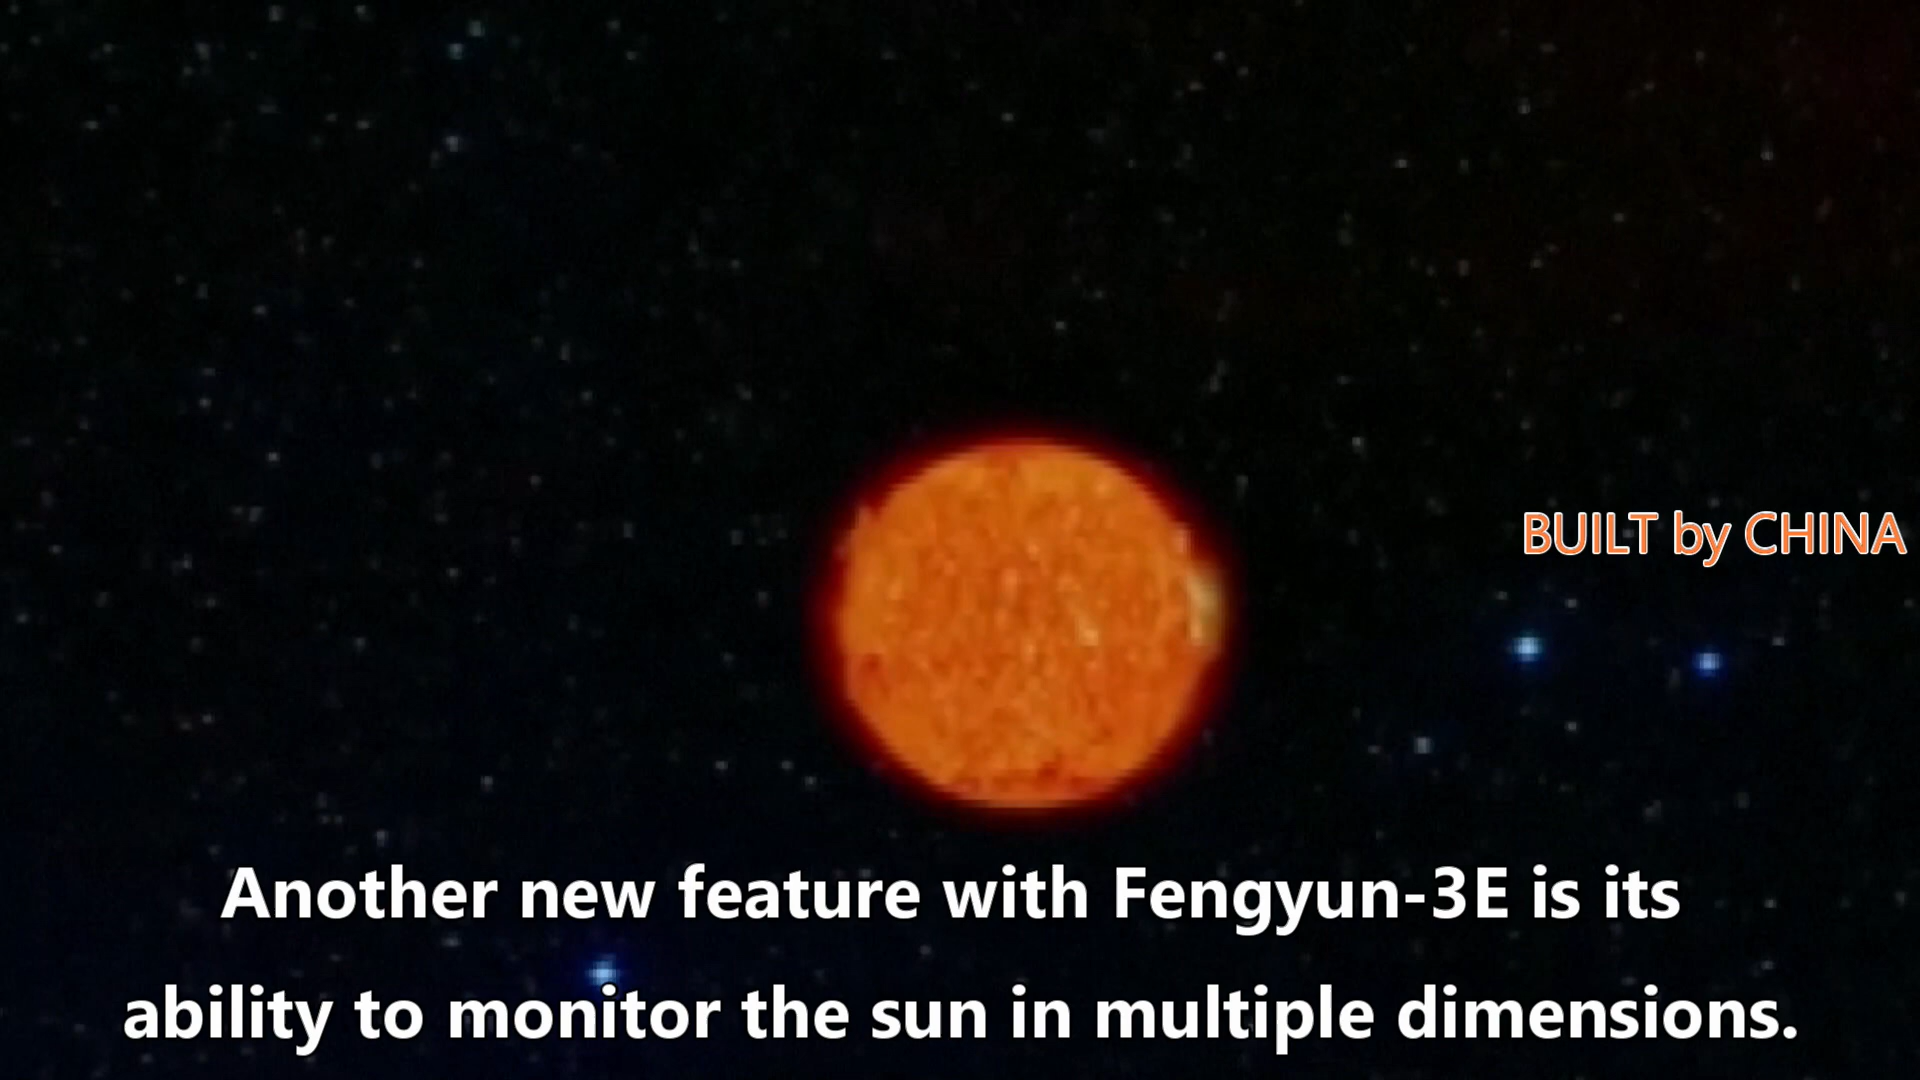 BUILT by CHINA
Another new feature with Fengyun-3E is its
ability to monitor the sun in multiple dimensions.